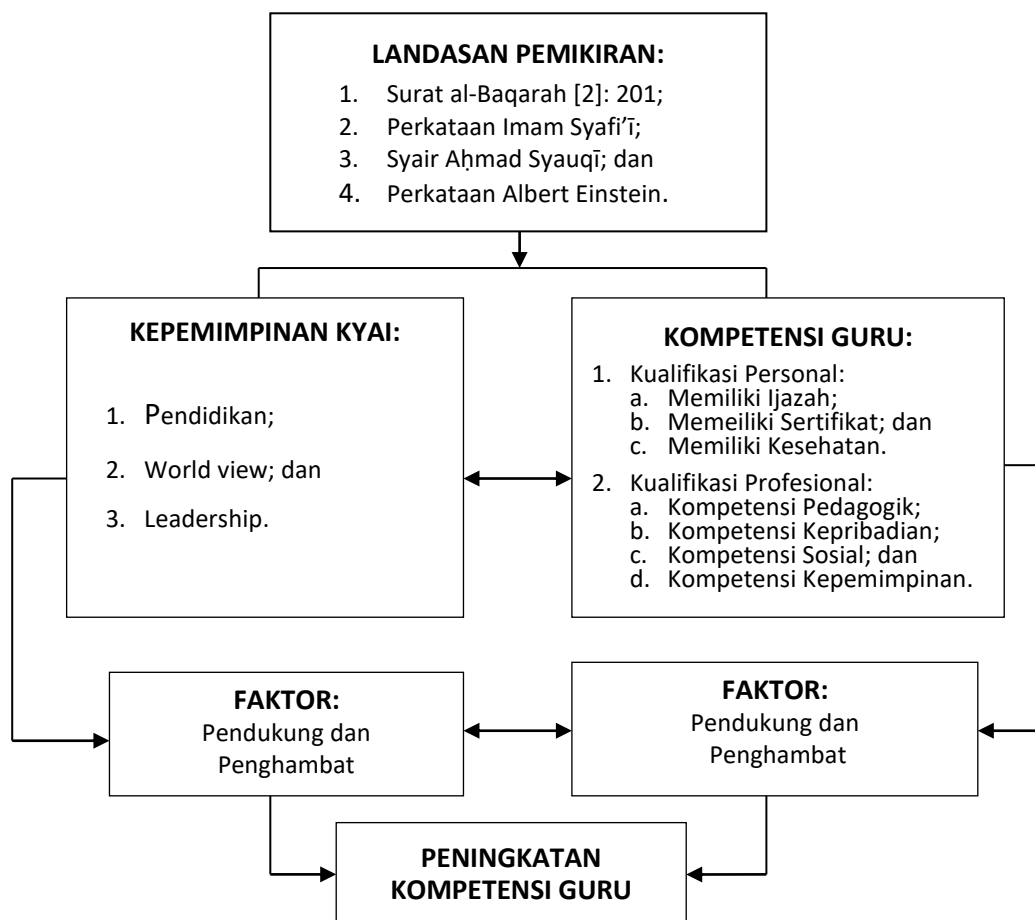 LANDASAN PEMIKIRAN:
1. Surat al-Baqarah [2]: 201;
2. Perkataan Imam Syafi’ī;
3. Syair Aḥmad Syauqī; dan
4. Perkataan Albert Einstein.
KEPEMIMPINAN KYAI:
1. Pendidikan;
2. World view; dan
3. Leadership.
KOMPETENSI GURU:
1. Kualifikasi Personal:
a. Memiliki Ijazah;
b. Memeiliki Sertifikat; dan
c. Memiliki Kesehatan.
2. Kualifikasi Profesional:
a. Kompetensi Pedagogik;
b. Kompetensi Kepribadian;
c. Kompetensi Sosial; dan
d. Kompetensi Kepemimpinan.
FAKTOR:
Pendukung dan
Penghambat
FAKTOR:
Pendukung dan
Penghambat
PENINGKATAN
KOMPETENSI GURU